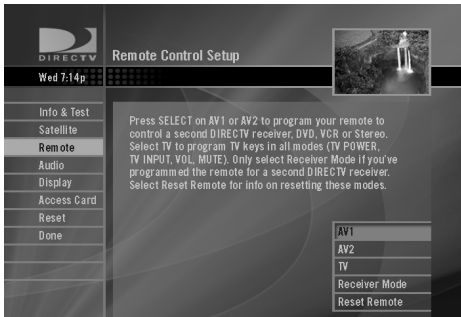 DIRECTV
Remote Control Setup
Wed 7:14p
Info & Test
Satellite
Remote
Audio
Display
Access Card
Reset
Done
Press SELECT on AV1 or AV2 to program your remote to
control a second DIRECTV receiver, DVD, VCR or Stereo.
Select TV to program TV keys in all modes (TV POWER,
TV INPUT, VOL, MUTE). Only select Receiver Mode if you've
programmed the remote for a second DIRECTV receiver.
Select Reset Remote for info on resetting these modes.
AV1
AV2
TV
Receiver Mode
Reset Remote